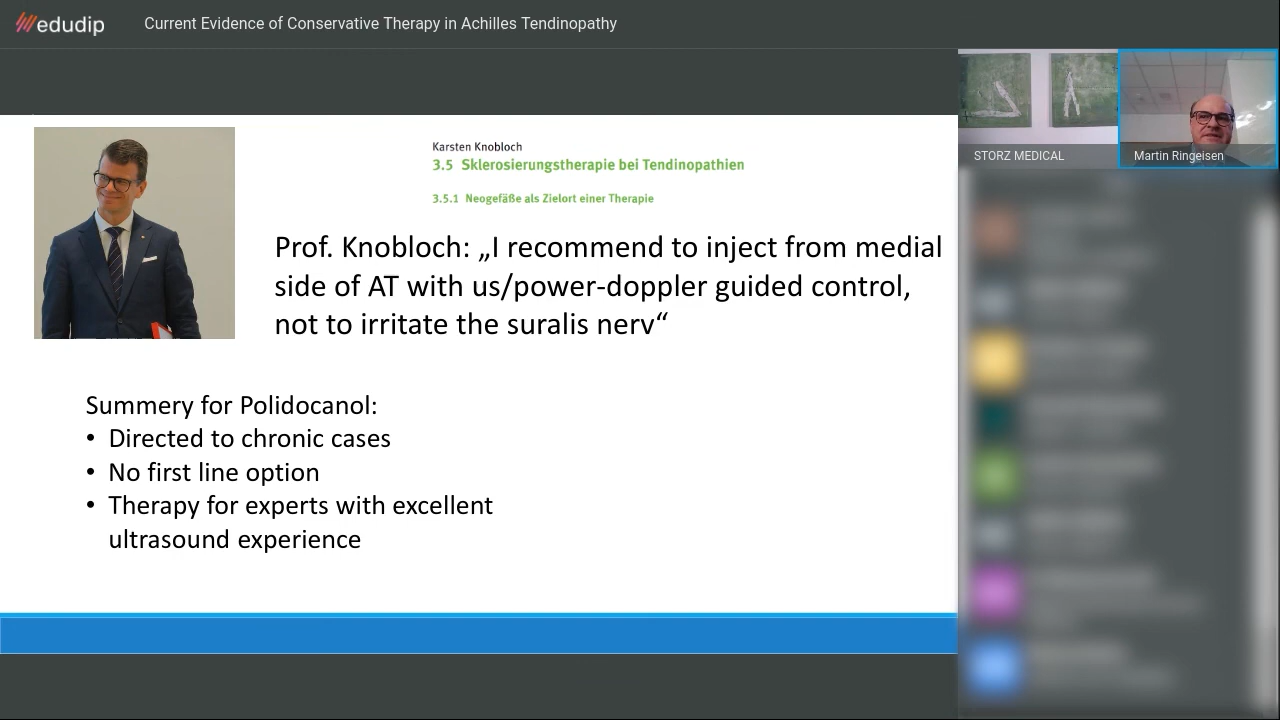 edudip
Current Evidence of Conservative Therapy in Achilles Tendinopathy
Karsten Knobloch
3.5 Sklerosierungstherapie bei Tendinopathien
3.5.1 Neogefäße als Zielort einer Therapie
Prof. Knobloch: „I recommend to inject from medial
side of AT with us/power-doppler guided control,
not to irritate the suralis nerv“
Summery for Polidocanol:
• Directed to chronic cases
• No first line option
• Therapy for experts with excellent
ultrasound experience
STORZ MEDICAL
Martin Ringeisen